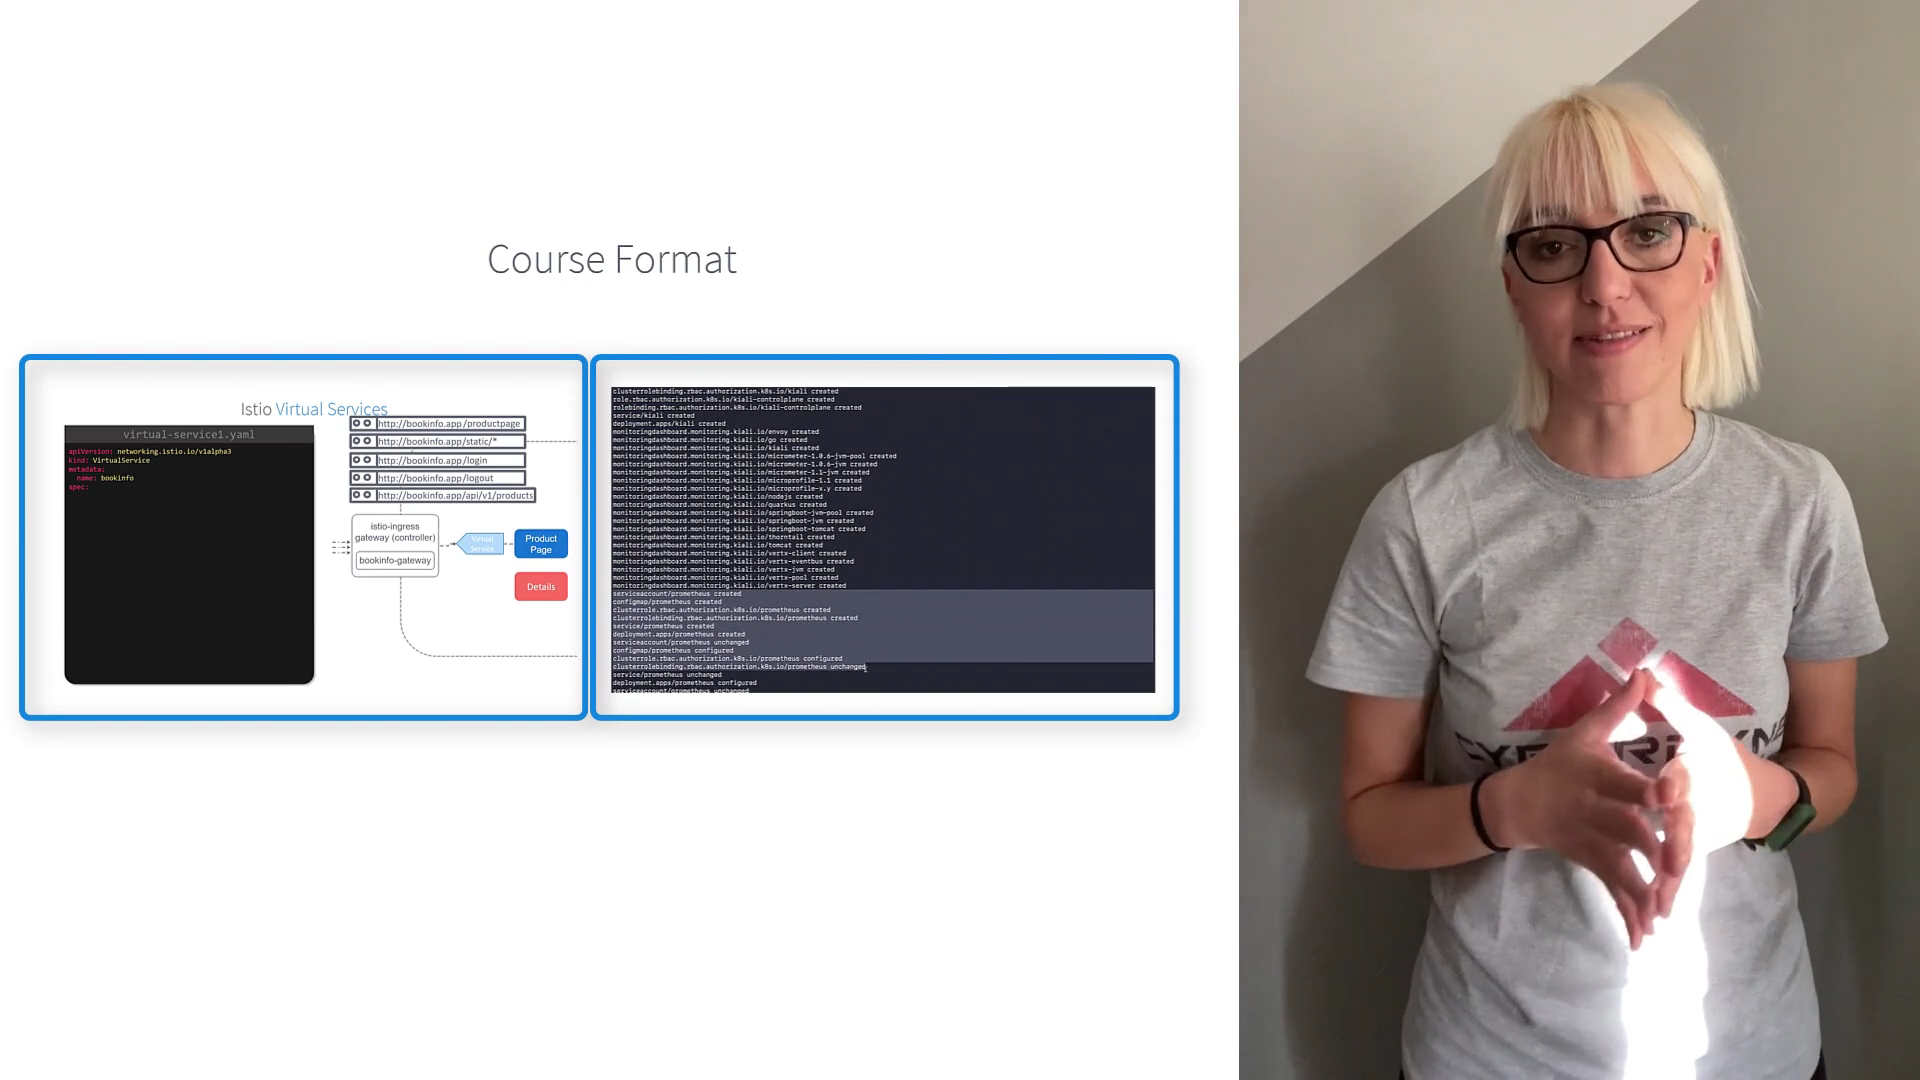 Course Format
Istio Virtual Services
virtual-service1.yaml
apiVersion: networking.istio.io/v1alpha3
kind: VirtualService
metadata:
name: bookinfo
spec:
http://bookinfo.app/productpage
http://bookinfo.app/static/*
http://bookinfo.app/login
http://bookinfo.app/logout
http://bookinfo.app/api/v1/products
istio-ingress
gateway (controller)
bookinfo-gateway
Virtual
Service
Product
Page
Details
clusterrolebinding.rbac.authorization.k8s.io/kiali created
role.rbac.authorization.k8s.io/kiali-controlplane created
rolebinding.rbac.authorization.k8s.io/kiali-controlplane created
service/kiali created
deployment.apps/kiali created
monitoringdashboard.monitoring.kiali.io/envoy created
monitoringdashboard.monitoring.kiali.io/go created
monitoringdashboard.monitoring.kiali.io/kiali created
monitoringdashboard.monitoring.kiali.io/micrometer-1.0.6-jvm-pool created
monitoringdashboard.monitoring.kiali.io/micrometer-1.0.6-jvm created
monitoringdashboard.monitoring.kiali.io/micrometer-1.1-jvm created
monitoringdashboard.monitoring.kiali.io/microprofile-1.1 created
monitoringdashboard.monitoring.kiali.io/microprofile-x.y created
monitoringdashboard.monitoring.kiali.io/nodejs created
monitoringdashboard.monitoring.kiali.io/quarkus created
monitoringdashboard.monitoring.kiali.io/springboot-jvm-pool created
monitoringdashboard.monitoring.kiali.io/springboot-jvm created
monitoringdashboard.monitoring.kiali.io/springboot-tomcat created
monitoringdashboard.monitoring.kiali.io/thorntail created
monitoringdashboard.monitoring.kiali.io/tomcat created
monitoringdashboard.monitoring.kiali.io/vertx-client created
monitoringdashboard.monitoring.kiali.io/vertx-eventbus created
monitoringdashboard.monitoring.kiali.io/vertx-jvm created
monitoringdashboard.monitoring.kiali.io/vertx-pool created
monitoringdashboard.monitoring.kiali.io/vertx-server created
serviceaccount/prometheus created
configmap/prometheus created
clusterrole.rbac.authorization.k8s.io/prometheus created
clusterrolebinding.rbac.authorization.k8s.io/prometheus created
service/prometheus created
deployment.apps/prometheus created
serviceaccount/prometheus unchanged
configmap/prometheus configured
clusterrole.rbac.authorization.k8s.io/prometheus configured
clusterrolebinding.rbac.authorization.k8s.io/prometheus unchanged
service/prometheus unchanged
deployment.apps/prometheus configured
serviceaccount/prometheus unchanged